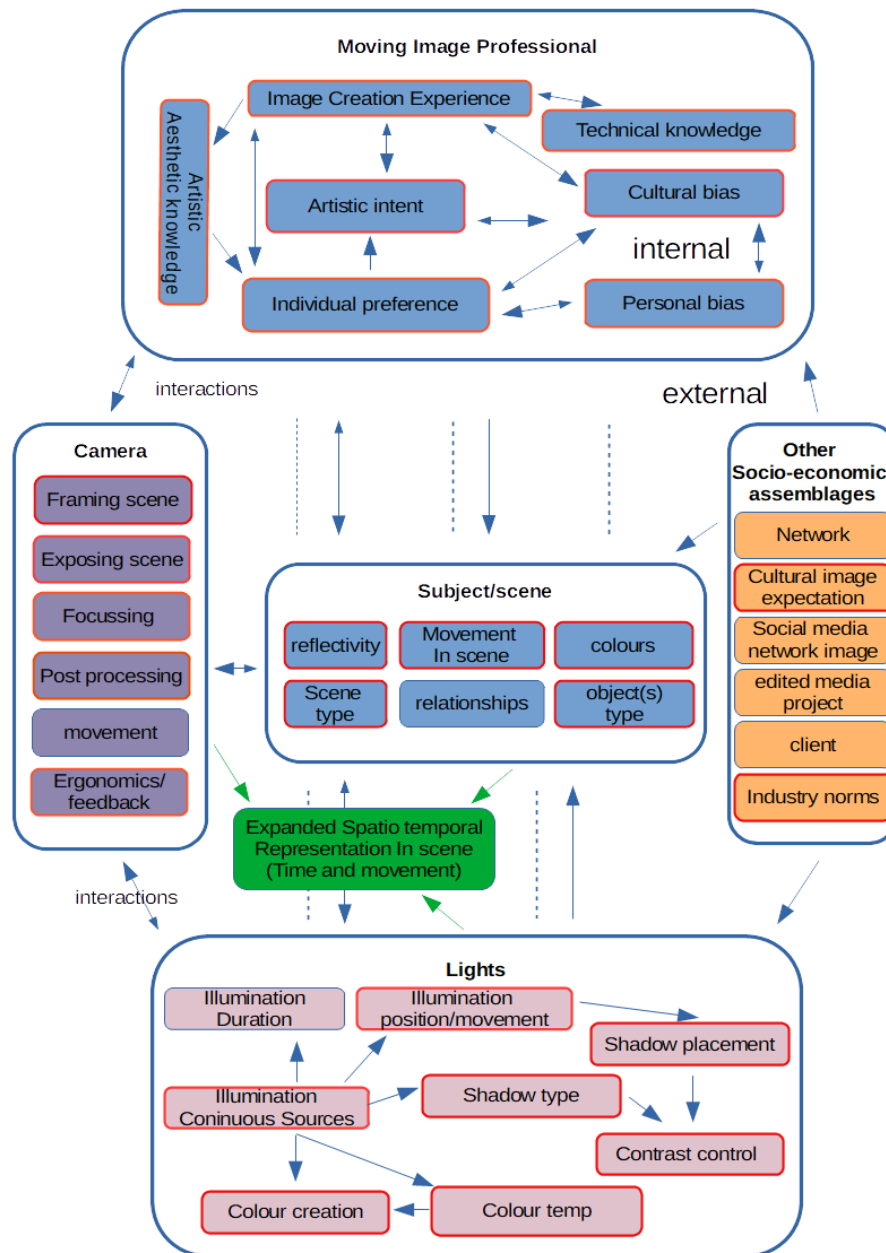 Moving Image Professional
Image Creation Experience
Technical knowledge
Artistic
Aesthetic knowledge
Artistic intent
Cultural bias
internal
Individual preference
Personal bias
interactions
external
Camera
Framing scene
Exposing scene
Focussing
Post processing
movement
Ergonomics/
feedback
Subject/scene
reflectivity
Movement
In scene
colours
Scene
type
relationships
object(s)
type
Other
Socio-economic
assemblages
Network
Cultural image
expectation
Social media
network image
edited media
project
client
Industry norms
Expanded Spatio temporal
Representation In scene
(Time and movement)
interactions
Lights
Illumination
Duration
Illumination
position/movement
Shadow placement
Illumination
Coninuous Sources
Shadow type
Contrast control
Colour creation
Colour temp